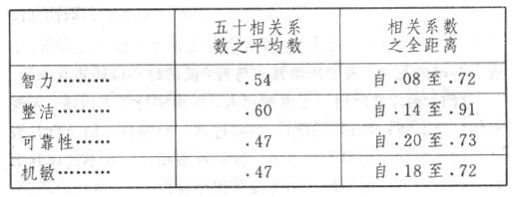 五十相关系
数之平均数
相关系数
之全距离
智力……… .54 自.08至.72
整洁……… .60 自.14至.91
可靠性…… .47 自.20至.73
机敏……… .47 自.18至.72